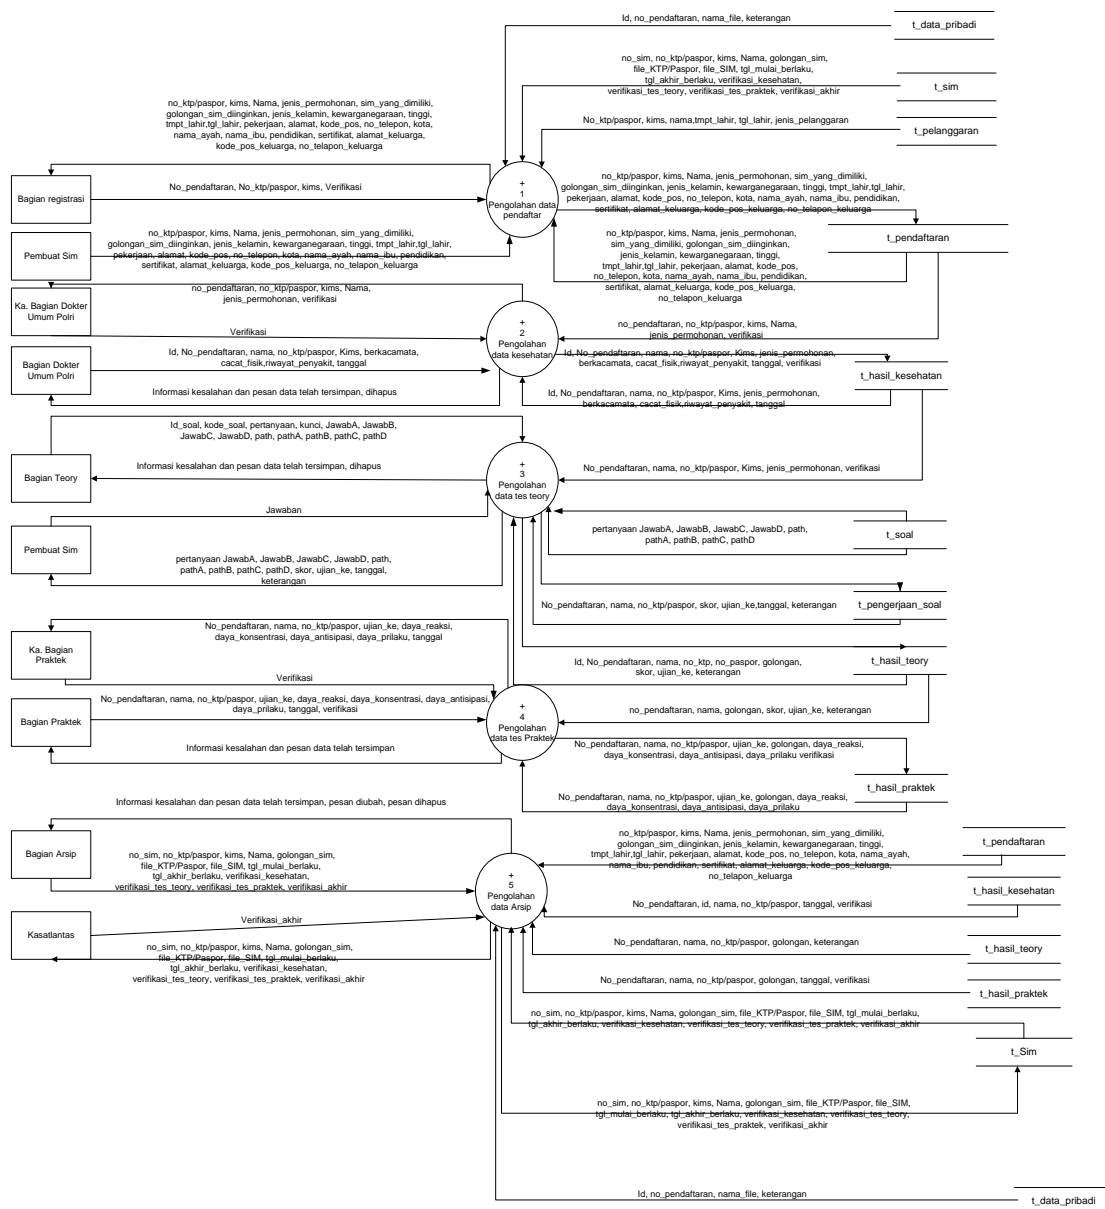 Id, no_pendaftaran, nama_file, keterangan
t_data_pribadi
no_sim, no_ktp/paspor, kims, Nama, golongan_sim,
file_KTP/Paspor, file_SIM, tgl_mulai_berlaku,
tgl_akhir_berlaku, verifikasi_kesehatan,
verifikasi_tes_teory, verifikasi_tes_praktek, verifikasi_akhir
t_sim
No_ktp/paspor, kims, nama,tmpt_lahir, tgl_lahir, jenis_pelanggaran
t_pelanggaran
no_ktp/paspor, kims, Nama, jenis_permohonan, sim_yang_dimiliki,
golongan_sim_diinginkan, jenis_kelamin, kewarganegaraan, tinggi,
tmpt_lahir,tgl_lahir, pekerjaan, alamat, kode_pos, no_telepon, kota,
nama_ayah, nama_ibu, pendidikan, sertifikat, alamat_keluarga,
kode_pos_keluarga, no_telapon_keluarga
Bagian registrasi
No_pendaftaran, No_ktp/paspor, kims, Verifikasi
+
1
Pengolahan data
pendaftar
no_ktp/paspor, kims, Nama, jenis_permohonan, sim_yang_dimiliki,
golongan_sim_diinginkan, jenis_kelamin, kewarganegaraan, tinggi, tmpt_lahir,tgl_lahir,
pekerjaan, alamat, kode_pos, no_telepon, kota, nama_ayah, nama_ibu, pendidikan,
sertifikat, alamat_keluarga, kode_pos_keluarga, no_telapon_keluarga
t_pendaftaran
Pembuat Sim
no_ktp/paspor, kims, Nama, jenis_permohonan, sim_yang_dimiliki,
golongan_sim_diinginkan, jenis_kelamin, kewarganegaraan, tinggi, tmpt_lahir,tgl_lahir,
pekerjaan, alamat, kode_pos, no_telepon, kota, nama_ayah, nama_ibu, pendidikan,
sertifikat, alamat_keluarga, kode_pos_keluarga, no_telapon_keluarga
no_ktp/paspor, kims, Nama, jenis_permohonan,
sim_yang_dimiliki, golongan_sim_diinginkan,
jenis_kelamin, kewarganegaraan, tinggi,
tmpt_lahir,tgl_lahir, pekerjaan, alamat, kode_pos,
no_telepon, kota, nama_ayah, nama_ibu, pendidikan,
sertifikat, alamat_keluarga, kode_pos_keluarga,
no_telapon_keluarga
Ka. Bagian Dokter
Umum Polri
no_pendaftaran, no_ktp/paspor, kims, Nama,
jenis_permohonan, verifikasi
Verifikasi
+
2
Pengolahan
data kesehatan
no_pendaftaran, no_ktp/paspor, kims, Nama,
jenis_permohonan, verifikasi
Bagian Dokter
Umum Polri
Id, No_pendaftaran, nama, no_ktp/paspor, Kims, berkacamata,
cacat_fisik,riwayat_penyakit, tanggal
Id, No_pendaftaran, nama, no_ktp/paspor, Kims, jenis_permohonan,
berkacamata, cacat_fisik,riwayat_penyakit, tanggal, verifikasi
t_hasil_kesehatan
Informasi kesalahan dan pesan data telah tersimpan, dihapus
Id, No_pendaftaran, nama, no_ktp/paspor, Kims, jenis_permohonan,
berkacamata, cacat_fisik,riwayat_penyakit, tanggal
Id_soal, kode_soal, pertanyaan, kunci, JawabA, JawabB,
JawabC, JawabD, path, pathA, pathB, pathC, pathD
Bagian Teory
Informasi kesalahan dan pesan data telah tersimpan, dihapus
+
3
Pengolahan
data tes teory
No_pendaftaran, nama, no_ktp/paspor, Kims, jenis_permohonan, verifikasi
Jawaban
Pembuat Sim
pertanyaan JawabA, JawabB, JawabC, JawabD, path,
pathA, pathB, pathC, pathD
t_soal
pertanyaan JawabA, JawabB, JawabC, JawabD, path,
pathA, pathB, pathC, pathD, skor, ujian_ke, tanggal,
keterangan
No_pendaftaran, nama, no_ktp/paspor, skor, ujian_ke,tanggal, keterangan
t_pengerjaan_soal
No_pendaftaran, nama, no_ktp/paspor, ujian_ke, daya_reaksi,
daya_konsentrasi, daya_antisipasi, daya_prilaku, tanggal
Ka. Bagian
Praktek
Verifikasi
Id, No_pendaftaran, nama, no_ktp, no_paspor, golongan,
skor, ujian_ke, keterangan
t_hasil_teory
Bagian Praktek
No_pendaftaran, nama, no_ktp/paspor, ujian_ke, daya_reaksi, daya_konsentrasi, daya_antisipasi,
daya_prilaku, tanggal, verifikasi
+
4
Pengolahan
data tes Praktek
no_pendaftaran, nama, golongan, skor, ujian_ke, keterangan
Informasi kesalahan dan pesan data telah tersimpan
No_pendaftaran, nama, no_ktp/paspor, ujian_ke, golongan, daya_reaksi,
daya_konsentrasi, daya_antisipasi, daya_prilaku verifikasi
t_hasil_praktek
No_pendaftaran, nama, no_ktp/paspor, ujian_ke, golongan, daya_reaksi,
daya_konsentrasi, daya_antisipasi, daya_prilaku
Informasi kesalahan dan pesan data telah tersimpan, pesan diubah, pesan dihapus
Bagian Arsip
no_sim, no_ktp/paspor, kims, Nama, golongan_sim,
file_KTP/Paspor, file_SIM, tgl_mulai_berlaku,
tgl_akhir_berlaku, verifikasi_kesehatan,
verifikasi_tes_teory, verifikasi_tes_praktek, verifikasi_akhir
+
5
Pengolahan
data Arsip
no_ktp/paspor, kims, Nama, jenis_permohonan, sim_yang_dimiliki,
golongan_sim_diinginkan, jenis_kelamin, kewarganegaraan, tinggi,
tmpt_lahir,tgl_lahir, pekerjaan, alamat, kode_pos, no_telepon, kota, nama_ayah,
nama_ibu, pendidikan, sertifikat, alamat_keluarga, kode_pos_keluarga,
no_telapon_keluarga
t_pendaftaran
No_pendaftaran, id, nama, no_ktp/paspor, tanggal, verifikasi
t_hasil_kesehatan
Kasatlantas
Verifikasi_akhir
no_sim, no_ktp/paspor, kims, Nama, golongan_sim,
file_KTP/Paspor, file_SIM, tgl_mulai_berlaku,
tgl_akhir_berlaku, verifikasi_kesehatan,
verifikasi_tes_teory, verifikasi_tes_praktek, verifikasi_akhir
No_pendaftaran, nama, no_ktp/paspor, golongan, keterangan
t_hasil_teory
No_pendaftaran, nama, no_ktp/paspor, golongan, tanggal, verifikasi
t_hasil_praktek
no_sim, no_ktp/paspor, kims, Nama, golongan_sim, file_KTP/Paspor, file_SIM, tgl_mulai_berlaku,
tgl_akhir_berlaku, verifikasi_kesehatan, verifikasi_tes_teory, verifikasi_tes_praktek, verifikasi_akhir
t_Sim
no_sim, no_ktp/paspor, kims, Nama, golongan_sim, file_KTP/Paspor, file_SIM,
tgl_mulai_berlaku, tgl_akhir_berlaku, verifikasi_kesehatan, verifikasi_tes_teory,
verifikasi_tes_praktek, verifikasi_akhir
Id, no_pendaftaran, nama_file, keterangan
t_data_pribadi